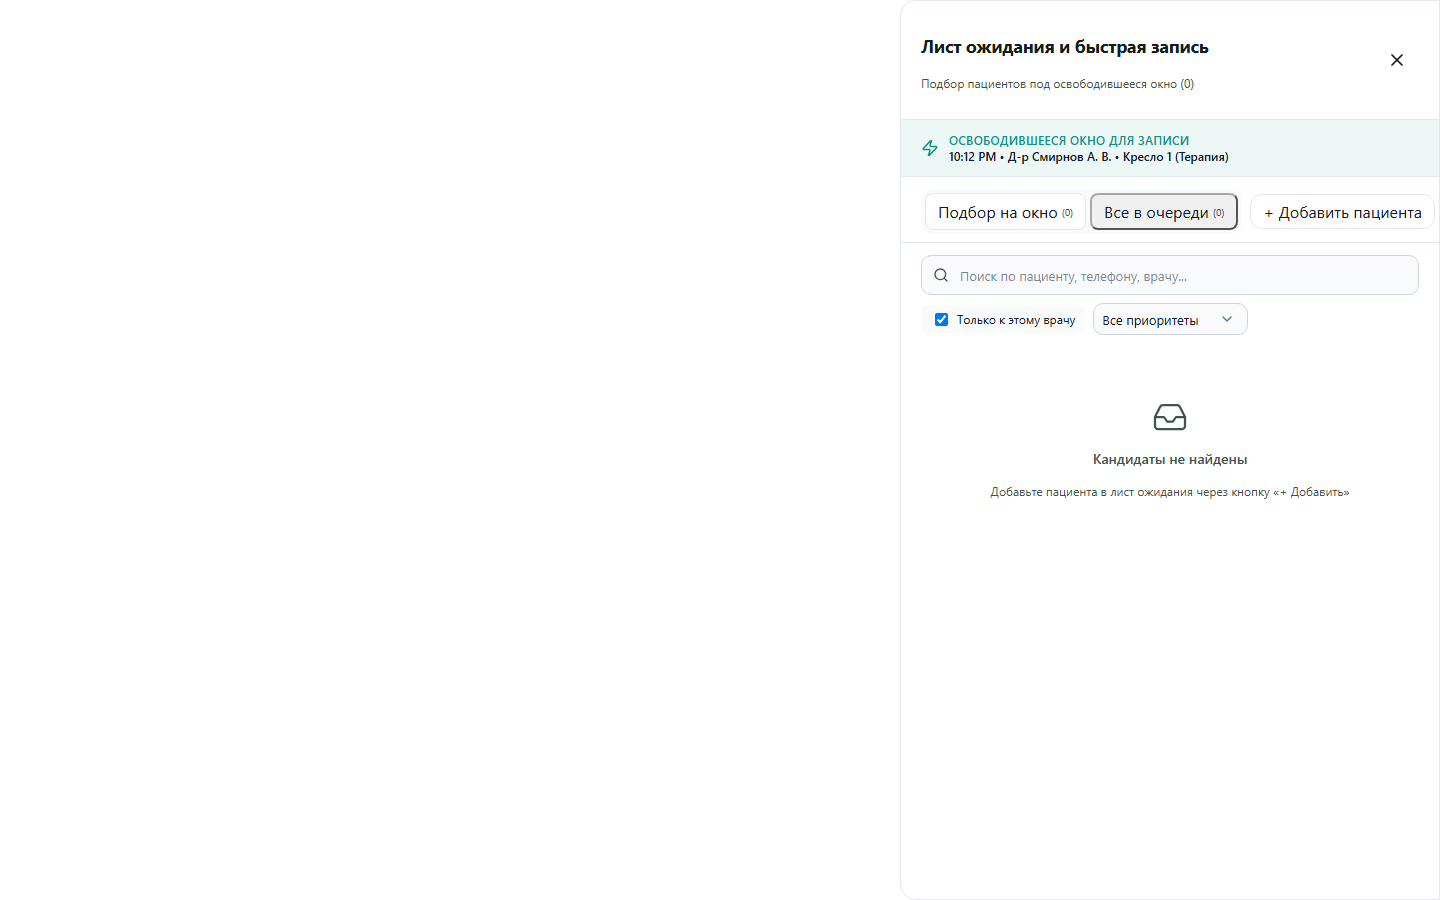 Лист ожидания и быстрая запись
Подбор пациентов под освободившееся окно (0)
ОСВОБОДИВШЕЕСЯ ОКНО ДЛЯ ЗАПИСИ
10:12 PM • Д-р Смирнов А. В. • Кресло 1 (Терапия)
Подбор на окно (0) Все в очереди (0) + Добавить пациента
Поиск по пациенту, телефону, врачу...
Только к этому врачу Все приоритеты
Кандидаты не найдены
Добавьте пациента в лист ожидания через кнопку «+ Добавить»